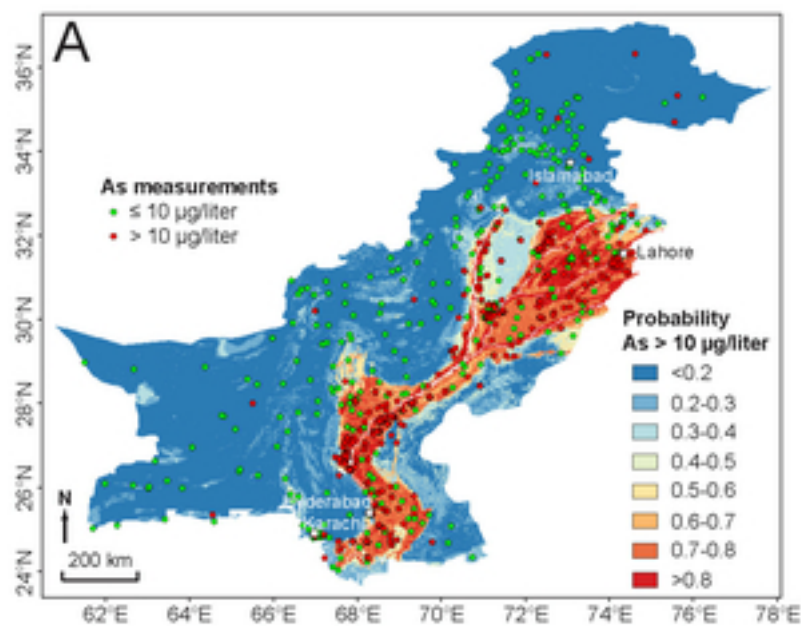 A
36°N
34°N
32°N
30°N
28°N
26°N
24°N
As measurements
≤ 10 µg/liter
> 10 µg/liter
Islamabad
Lahore
Hyderabad
Karachi
Probability
As > 10 µg/liter
<0.2
0.2-0.3
0.3-0.4
0.4-0.5
0.5-0.6
0.6-0.7
0.7-0.8
>0.8
N
200 km
62°E
64°E
66°E
68°E
70°E
72°E
74°E
76°E
78°E